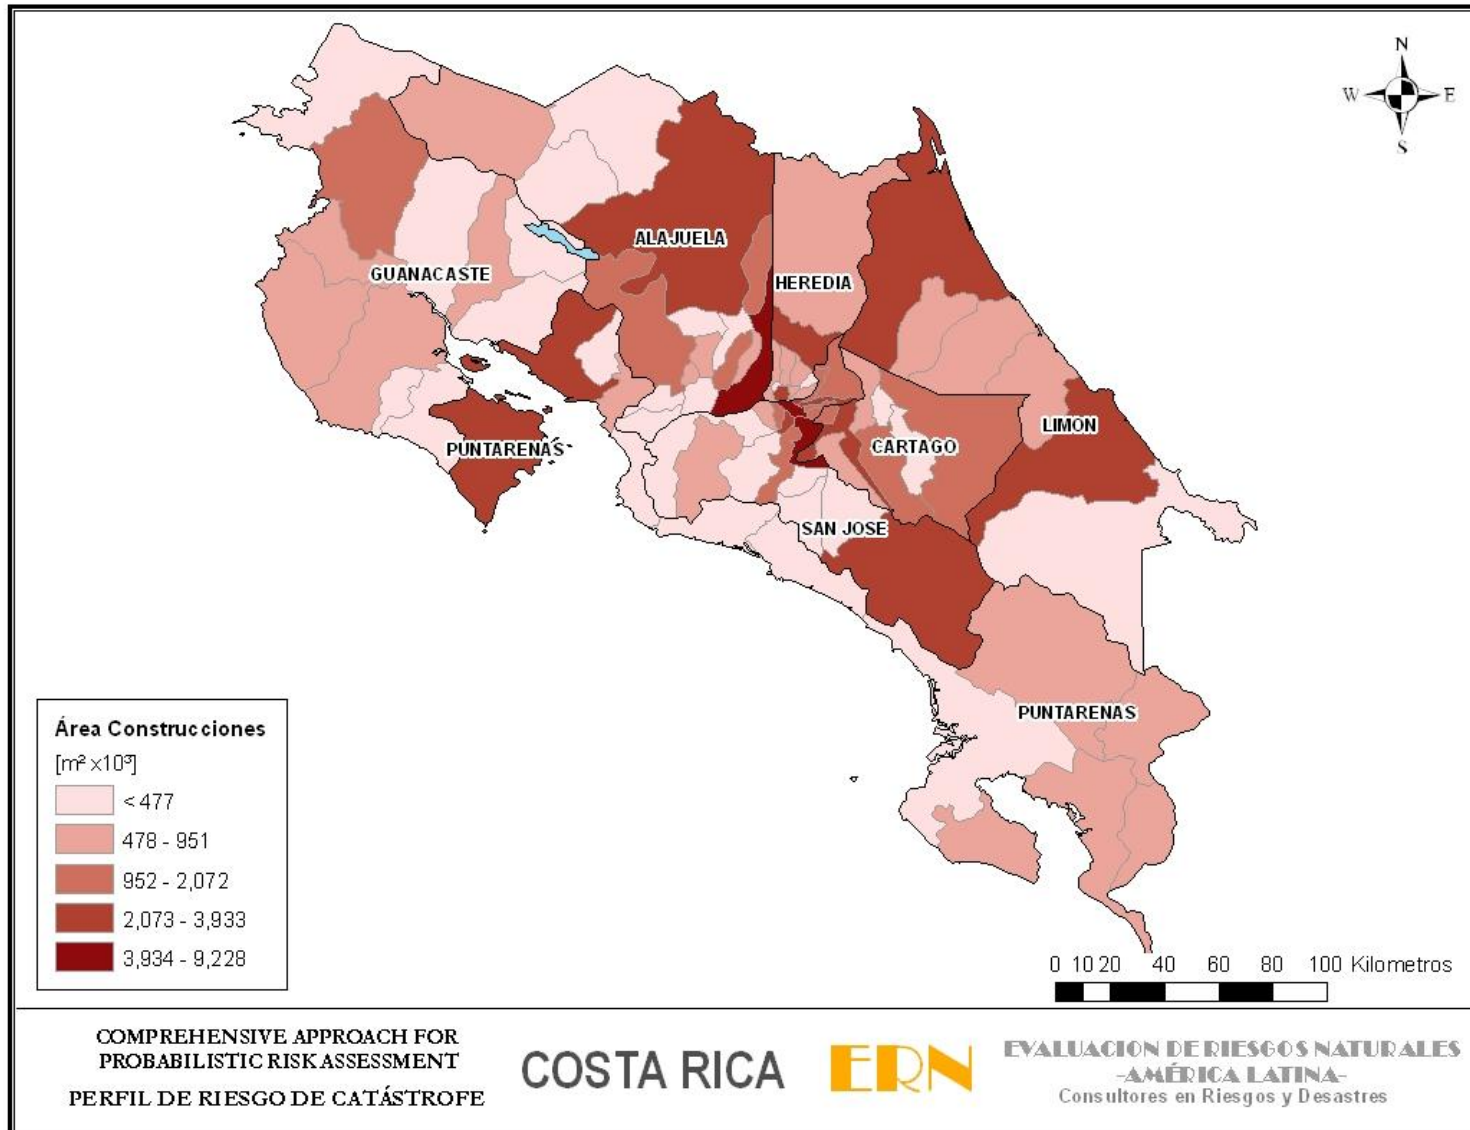 N
W E
S
ALAJUELA
HEREDIA
GUANACASTE
LIMON
CARTAGO
PUNTARENAS
SAN JOSE
PUNTARENAS
Área Construcciones
[m² x10³]
< 477
478 - 951
952 - 2,072
2,073 - 3,933
3,934 - 9,228
0 10 20 40 60 80 100 Kilometros
COMPREHENSIVE APPROACH FOR
PROBABILISTIC RISK ASSESSMENT
PERFIL DE RIESGO DE CATÁSTROFE
COSTA RICA
ERN
EVALUACION DE RIESGOS NATURALES
-AMÉRICA LATINA-
Consultores en Riesgos y Desastres